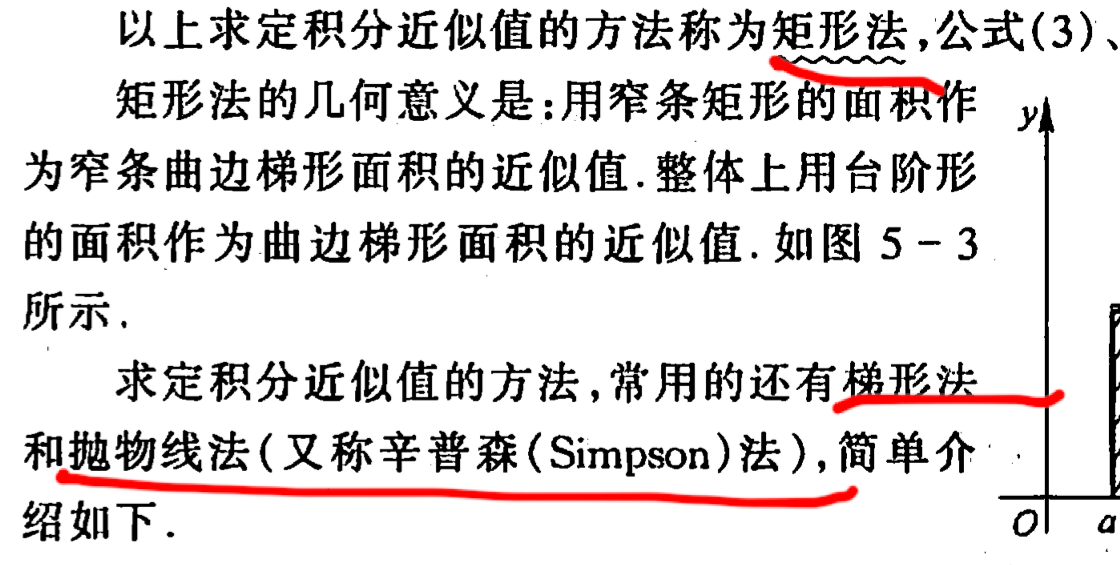 以上求定积分近似值的方法称为矩形法,公式(3)、
矩形法的几何意义是:用窄条矩形的面积作
为窄条曲边梯形面积的近似值.整体上用台阶形
的面积作为曲边梯形面积的近似值.如图 5-3
所示.
求定积分近似值的方法,常用的还有梯形法
和抛物线法(又称辛普森(Simpson)法),简单介
绍如下.
y
O a